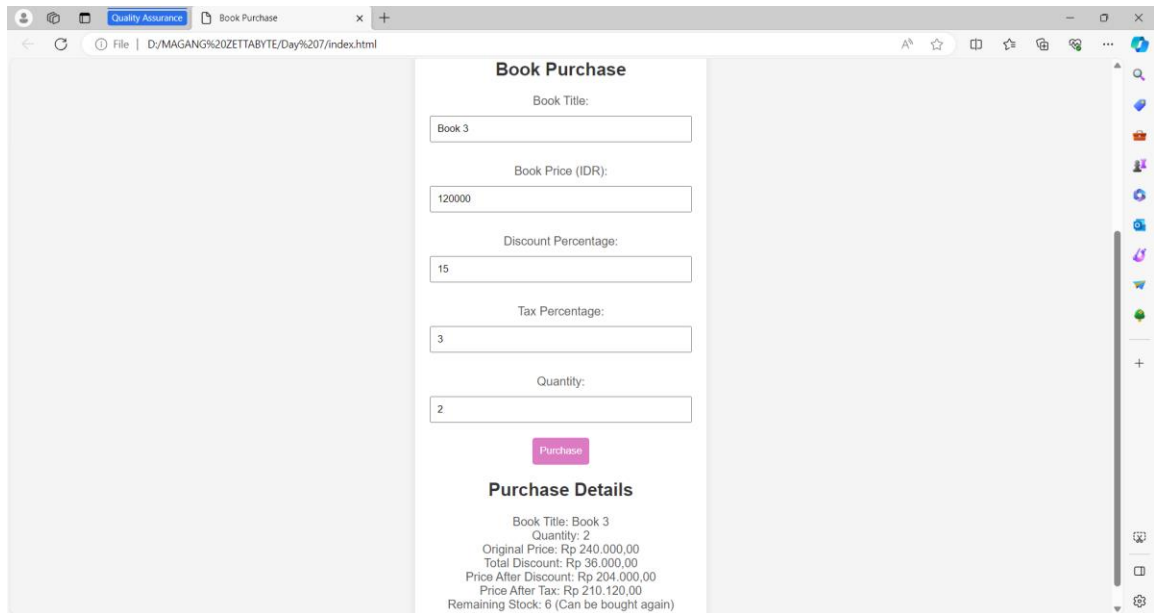 Quality Assurance
Book Purchase
File
D:/MAGANG%20ZETTABYTE/Day%207/index.html
Book Purchase
Book Title:
Book 3
Book Price (IDR):
120000
Discount Percentage:
15
Tax Percentage:
3
Quantity:
2
Purchase
Purchase Details
Book Title: Book 3
Quantity: 2
Original Price: Rp 240.000,00
Total Discount: Rp 36.000,00
Price After Discount: Rp 204.000,00
Price After Tax: Rp 210.120,00
Remaining Stock: 6 (Can be bought again)